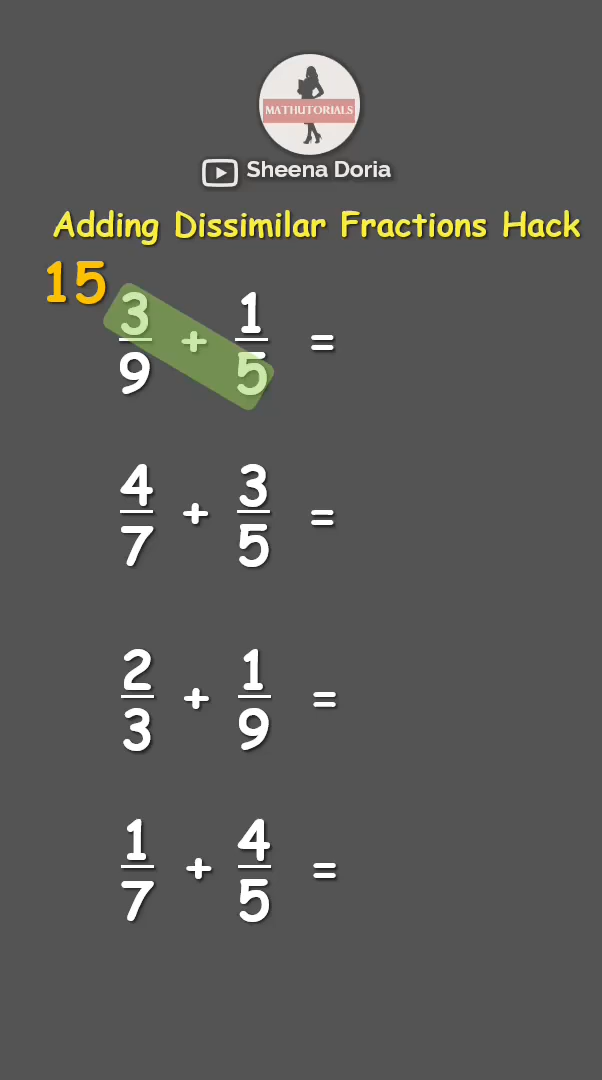 MATHUTORIALS
Sheena Doria
Adding Dissimilar Fractions Hack
15
3/9 + 1/5 =
4/7 + 3/5 =
2/3 + 1/9 =
1/7 + 4/5 =